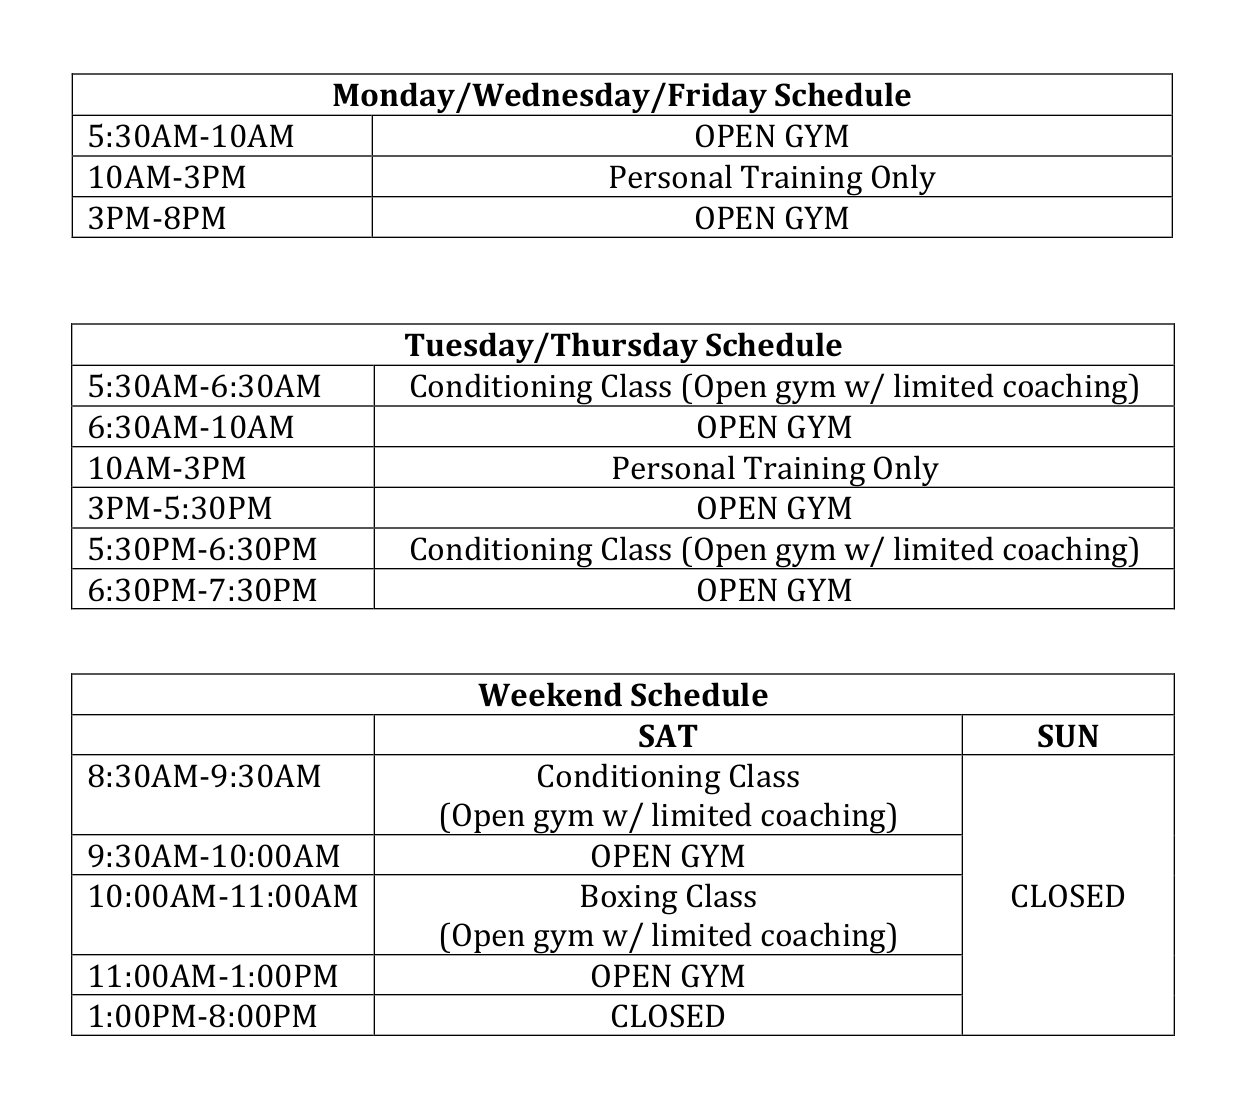 Monday/Wednesday/Friday Schedule
5:30AM-10AM OPEN GYM
10AM-3PM Personal Training Only
3PM-8PM OPEN GYM
Tuesday/Thursday Schedule
5:30AM-6:30AM Conditioning Class (Open gym w/ limited coaching)
6:30AM-10AM OPEN GYM
10AM-3PM Personal Training Only
3PM-5:30PM OPEN GYM
5:30PM-6:30PM Conditioning Class (Open gym w/ limited coaching)
6:30PM-7:30PM OPEN GYM
Weekend Schedule
SAT SUN
8:30AM-9:30AM Conditioning Class
(Open gym w/ limited coaching)
9:30AM-10:00AM OPEN GYM
10:00AM-11:00AM Boxing Class CLOSED
(Open gym w/ limited coaching)
11:00AM-1:00PM OPEN GYM
1:00PM-8:00PM CLOSED